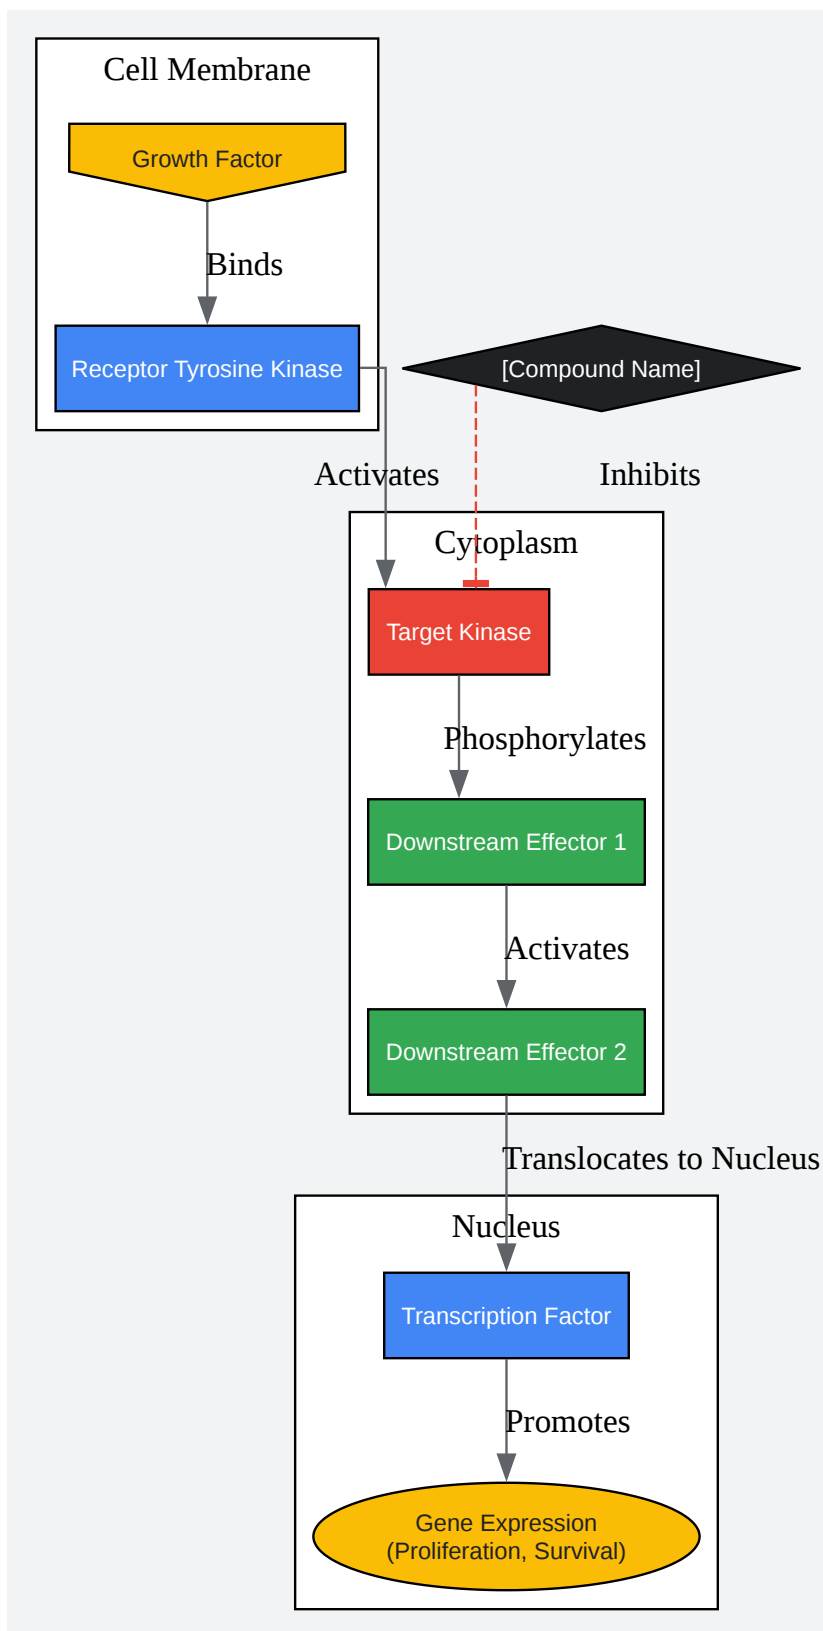 Cell Membrane
Growth Factor
Binds
Receptor Tyrosine Kinase
[Compound Name]
Activates
Inhibits
Cytoplasm
Target Kinase
Phosphorylates
Downstream Effector 1
Activates
Downstream Effector 2
Translocates to Nucleus
Nucleus
Transcription Factor
Promotes
Gene Expression
(Proliferation, Survival)